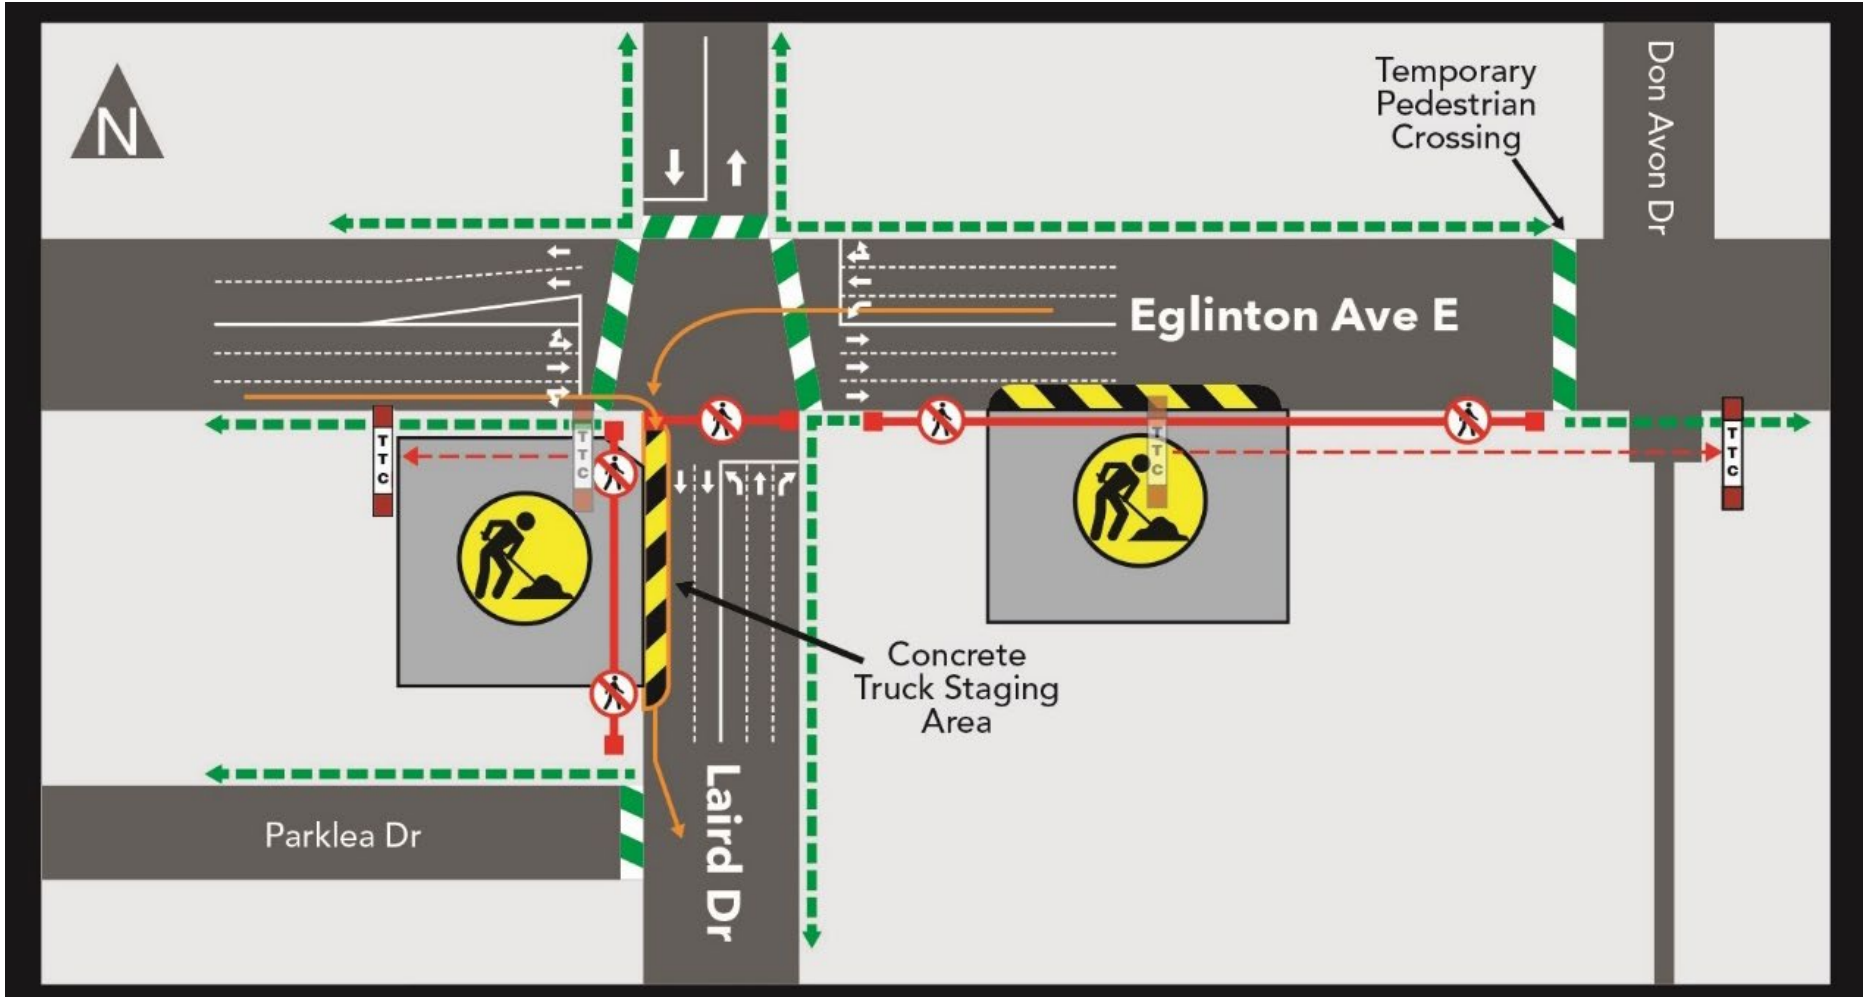 N
Temporary
Pedestrian
Crossing
Don Avon Dr
Eglinton Ave E
TTC
TTC
TTC
TTC
Concrete
Truck Staging
Area
Laird Dr
Parklea Dr